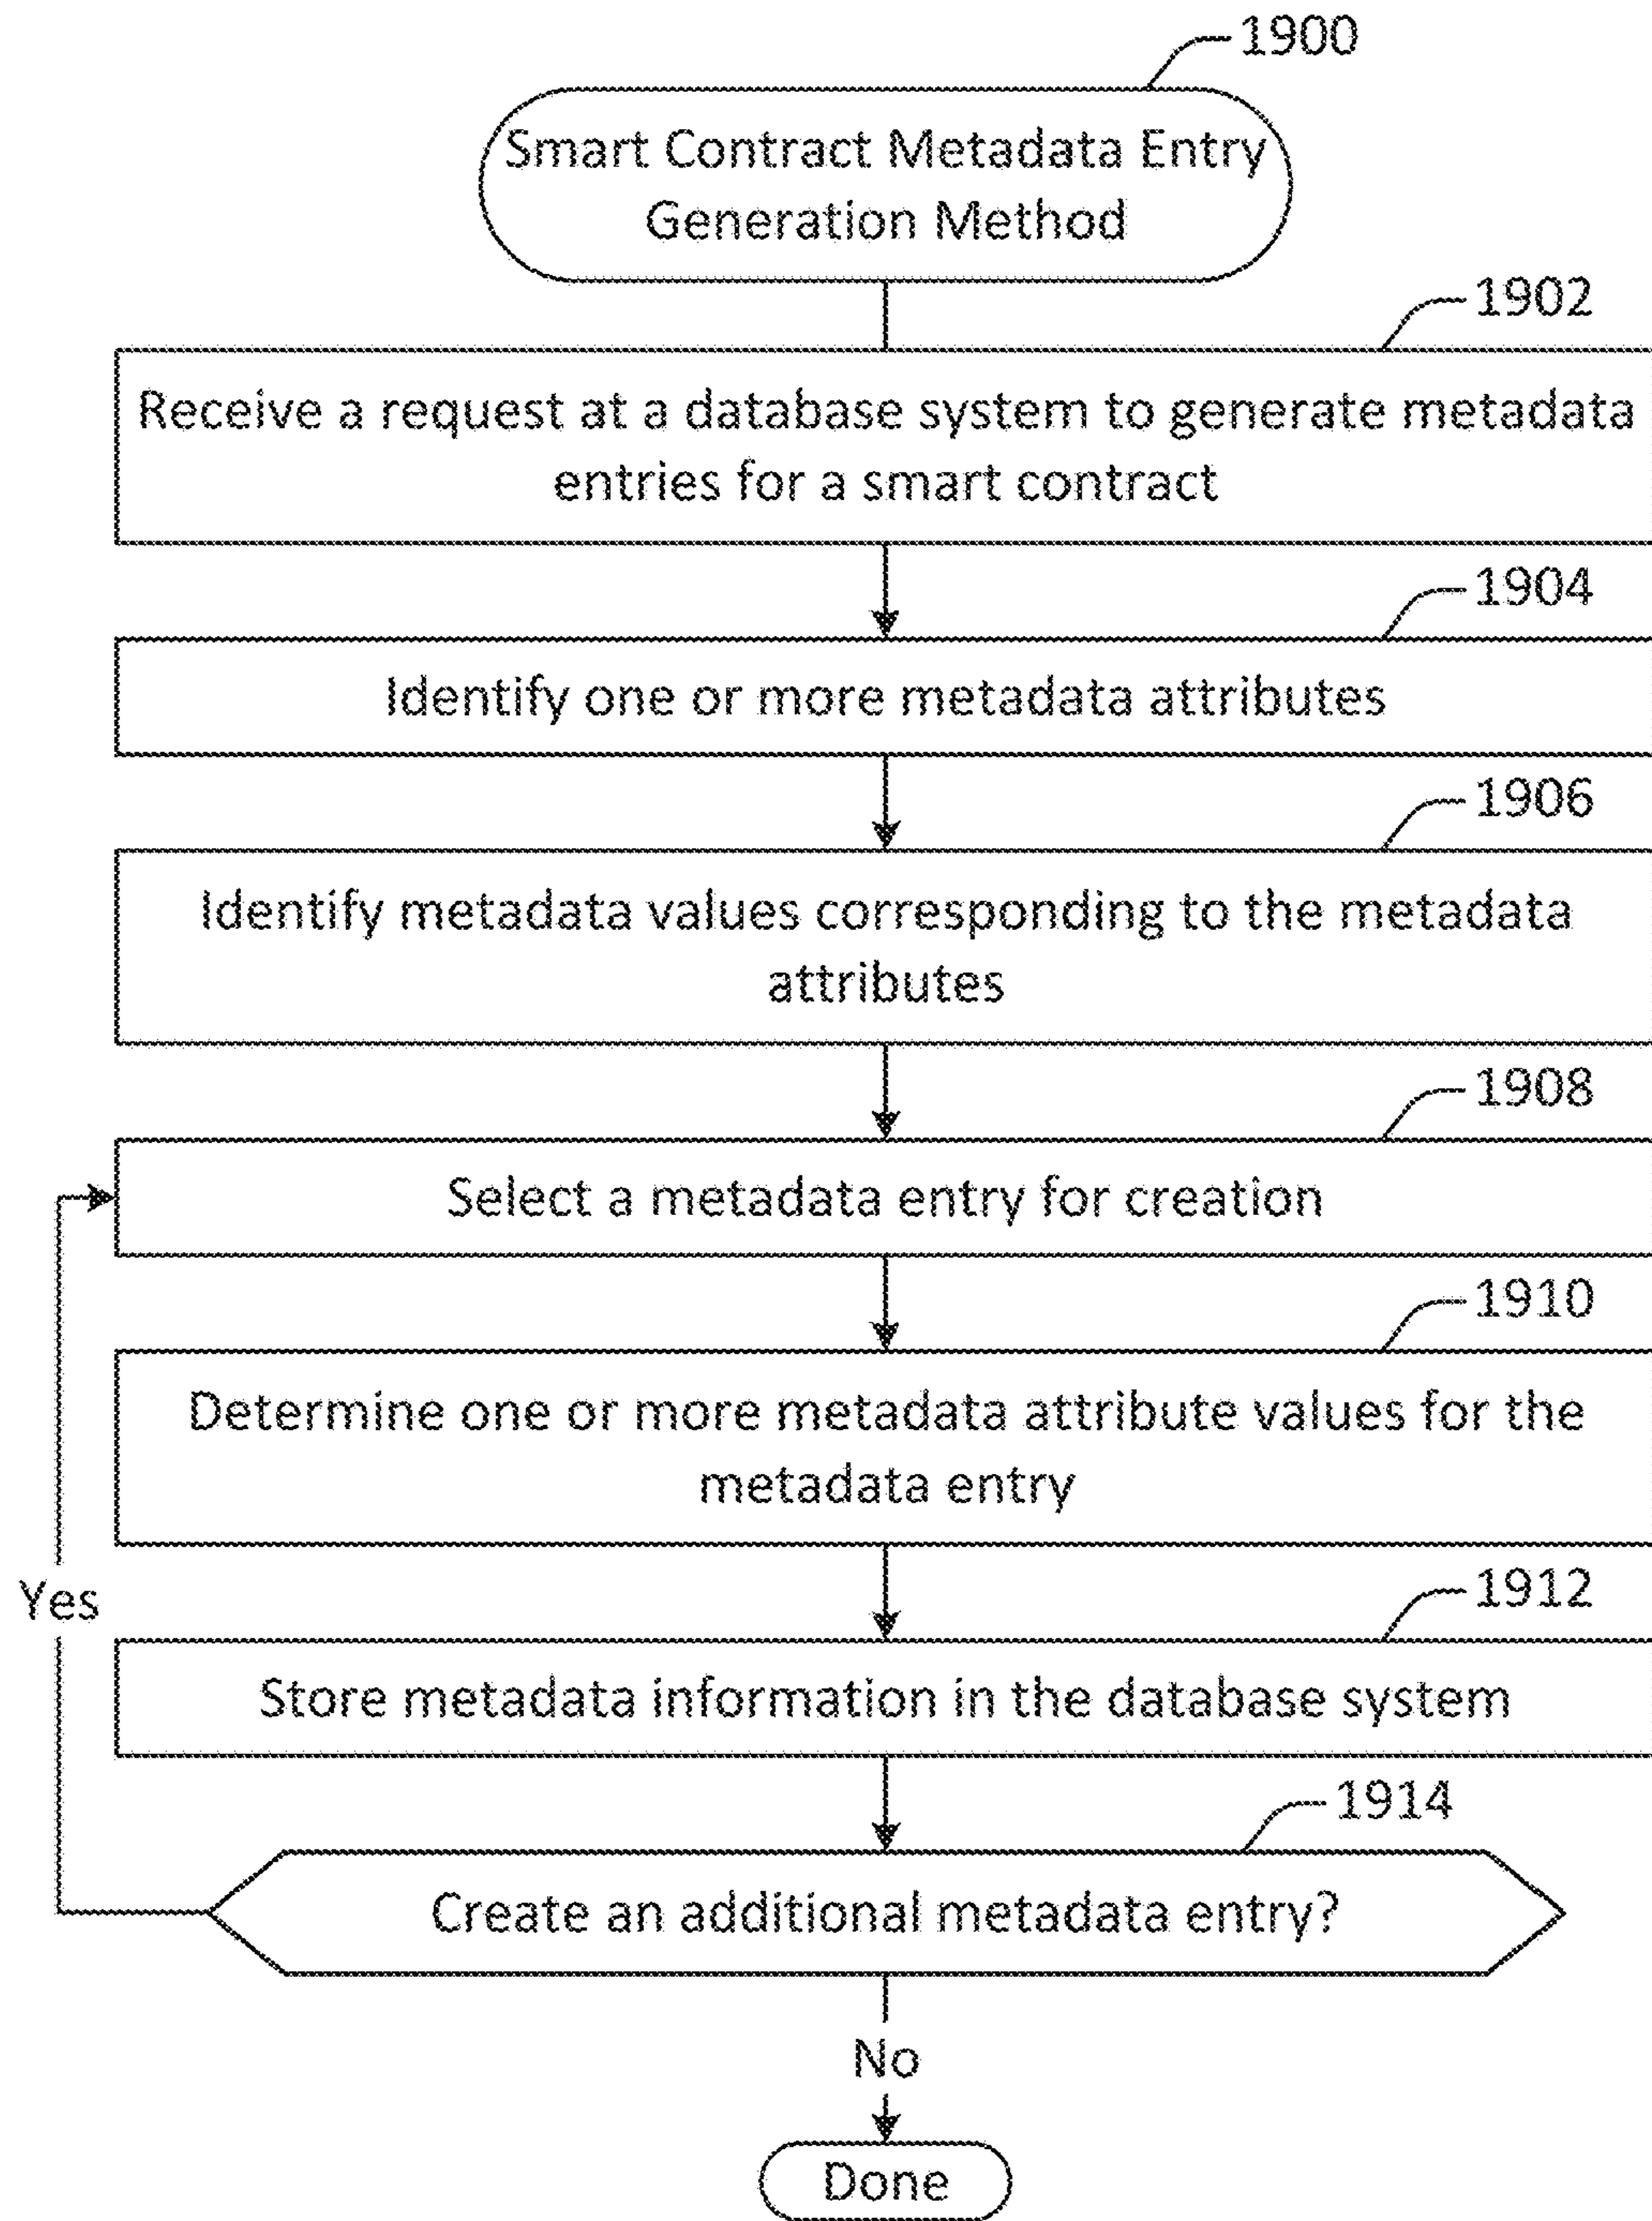 1900
Smart Contract Metadata Entry
Generation Method
1902
Receive a request at a database system to generate metadata
entries for a smart contract
1904
Identify one or more metadata attributes
1906
Identify metadata values corresponding to the metadata
attributes
1908
Select a metadata entry for creation
1910
Determine one or more metadata attribute values for the
metadata entry
Yes
1912
Store metadata information in the database system
1914
Create an additional metadata entry?
No
Done